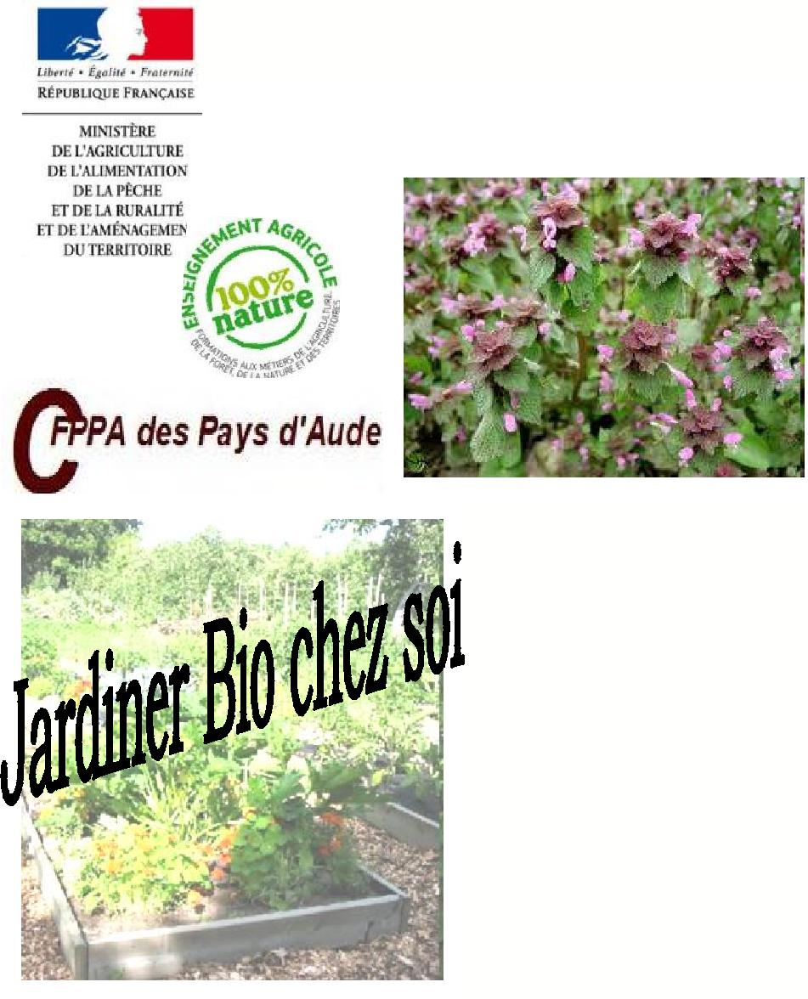 Liberté • Égalité • Fraternité
RÉPUBLIQUE FRANÇAISE
MINISTÈRE
DE L'AGRICULTURE
DE L'ALIMENTATION
DE LA PÊCHE
ET DE LA RURALITÉ
ET DE L'AMÉNAGEMEN
DU TERRITOIRE
ENSEIGNEMENT AGRICOLE
100%
nature
FORMATIONS AUX MÉTIERS DE L'AGRICULTURE,
DE LA FORÊT, DE LA NATURE ET DES TERRITOIRES
CFPPA des Pays d'Aude
Jardiner Bio chez soi